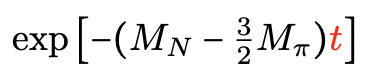 exp[−(M_N − 3/2 M_π)t]